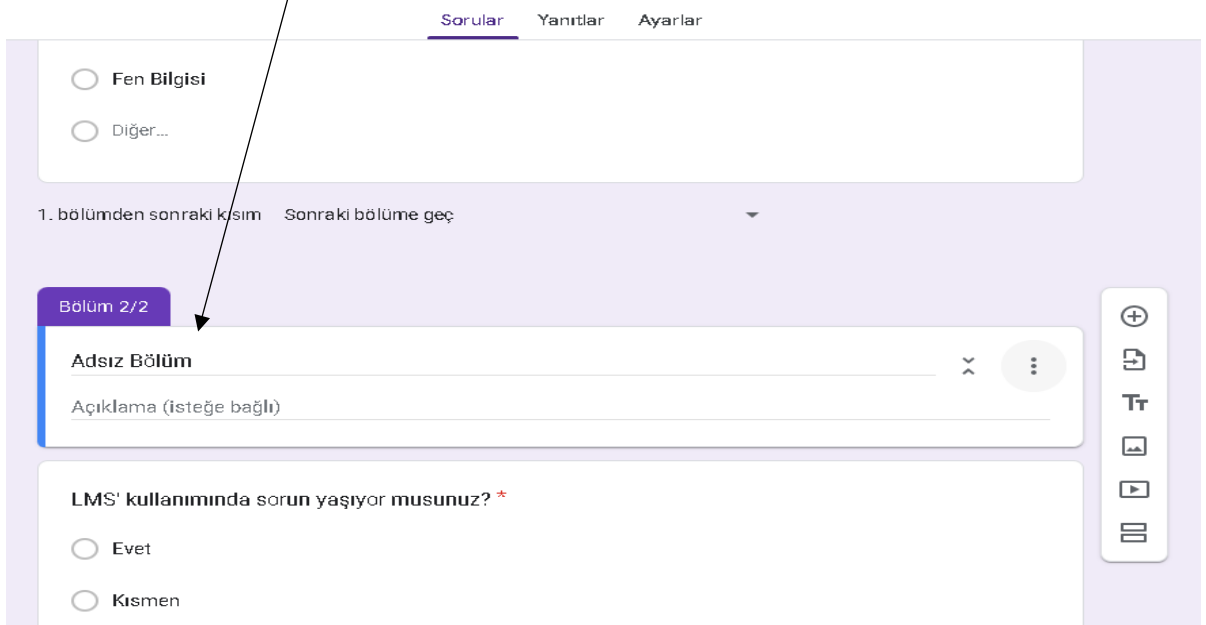 Sorular Yanıtlar Ayarlar
Fen Bilgisi
Diğer...
1. bölümden sonraki kısım Sonraki bölüme geç
Bölüm 2/2
Adsız Bölüm
Açıklama (isteğe bağlı)
LMS' kullanımında sorun yaşıyor musunuz? *
Evet
Kısmen